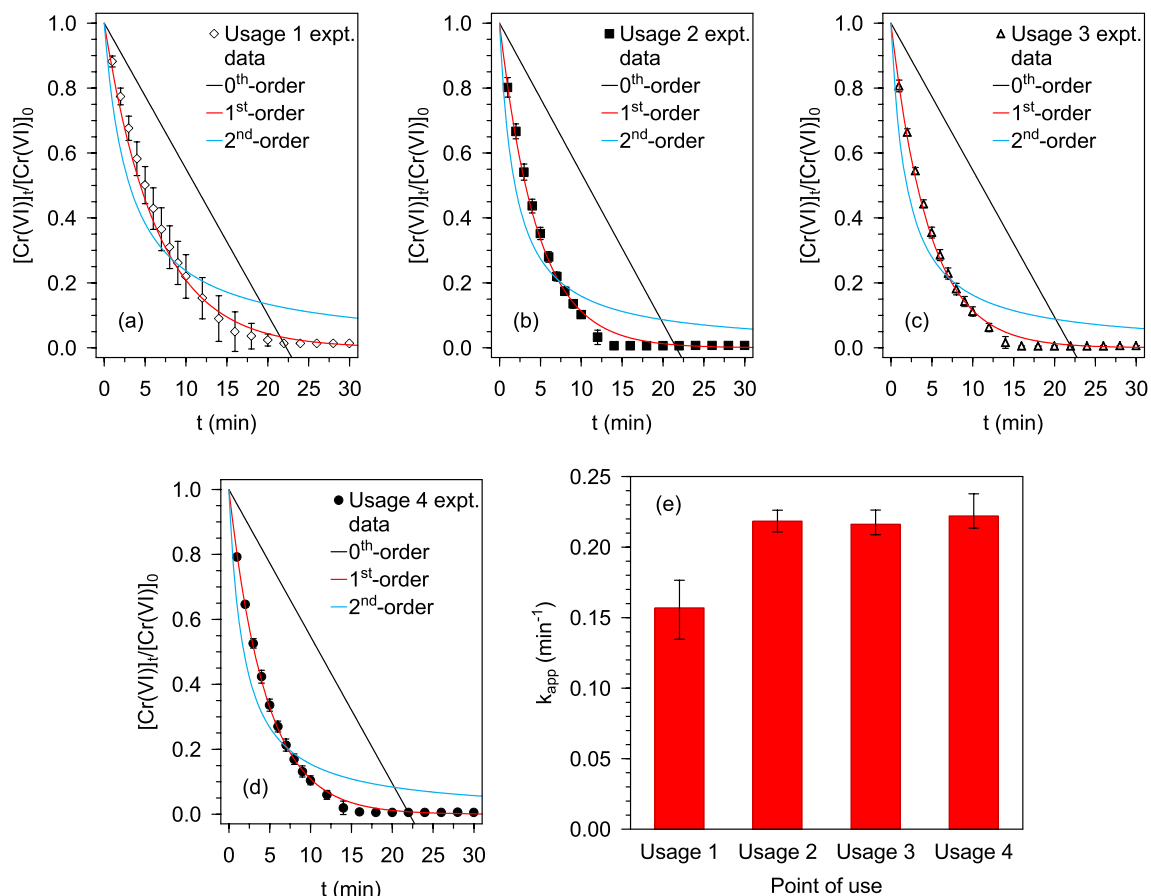 [Cr(VI)]t/[Cr(VI)]0
1.0
0.8
0.6
0.4
0.2
0.0
0 5 10 15 20 25 30
t (min)
Usage 1 expt.
data
0th-order
1st-order
2nd-order
(a)
[Cr(VI)]t/[Cr(VI)]0
1.0
0.8
0.6
0.4
0.2
0.0
0 5 10 15 20 25 30
t (min)
Usage 2 expt.
data
0th-order
1st-order
2nd-order
(b)
[Cr(VI)]t/[Cr(VI)]0
1.0
0.8
0.6
0.4
0.2
0.0
0 5 10 15 20 25 30
t (min)
Usage 3 expt.
data
0th-order
1st-order
2nd-order
(c)
[Cr(VI)]t/[Cr(VI)]0
1.0
0.8
0.6
0.4
0.2
0.0
0 5 10 15 20 25 30
t (min)
Usage 4 expt.
data
0th-order
1st-order
2nd-order
(d)
kapp (min-1)
0.25
0.20
0.15
0.10
0.05
0.00
(e)
Usage 1 Usage 2 Usage 3 Usage 4
Point of use